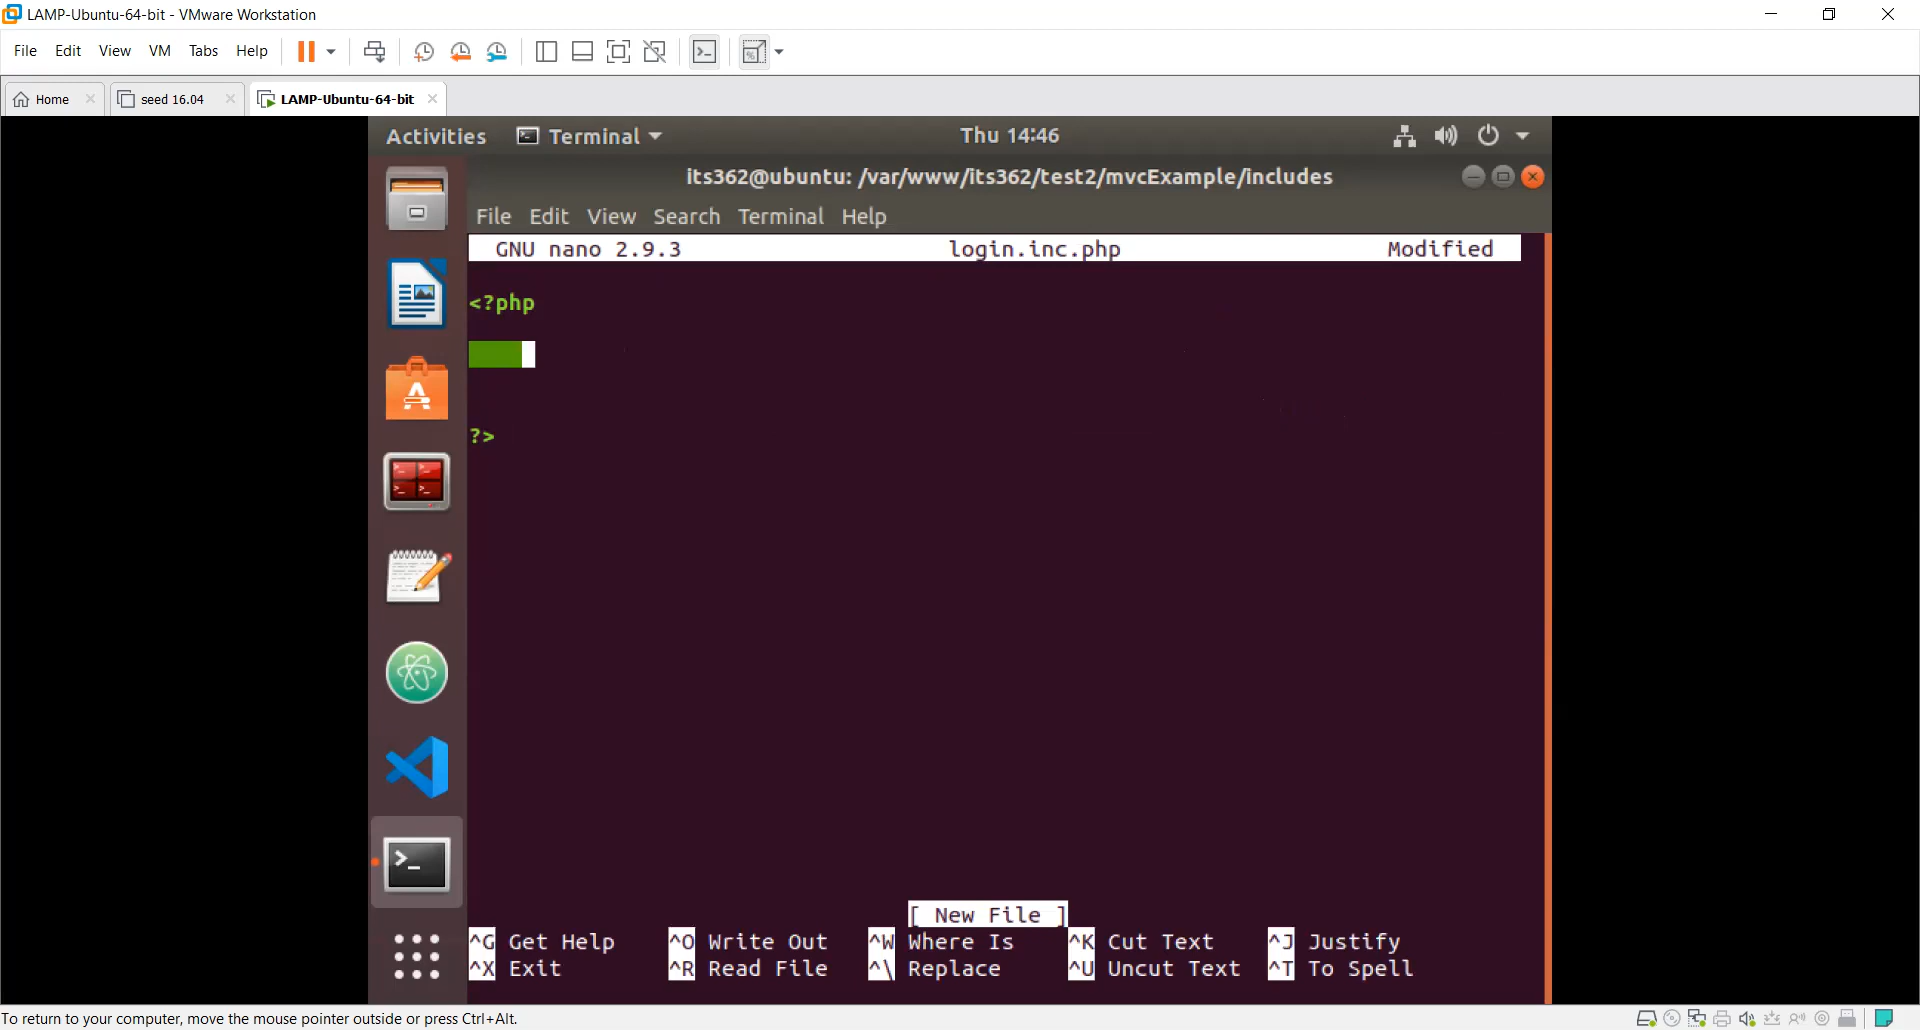 LAMP-Ubuntu-64-bit - VMware Workstation
File Edit View VM Tabs Help
Home seed 16.04 LAMP-Ubuntu-64-bit
Activities Terminal Thu 14:46
its362@ubuntu: /var/www/its362/test2/mvcExample/includes
File Edit View Search Terminal Help
GNU nano 2.9.3 login.inc.php Modified
<?php
?>
[ New File ]
^G Get Help ^O Write Out ^W Where Is ^K Cut Text ^J Justify
^X Exit ^R Read File ^\ Replace ^U Uncut Text ^T To Spell
To return to your computer, move the mouse pointer outside or press Ctrl+Alt.